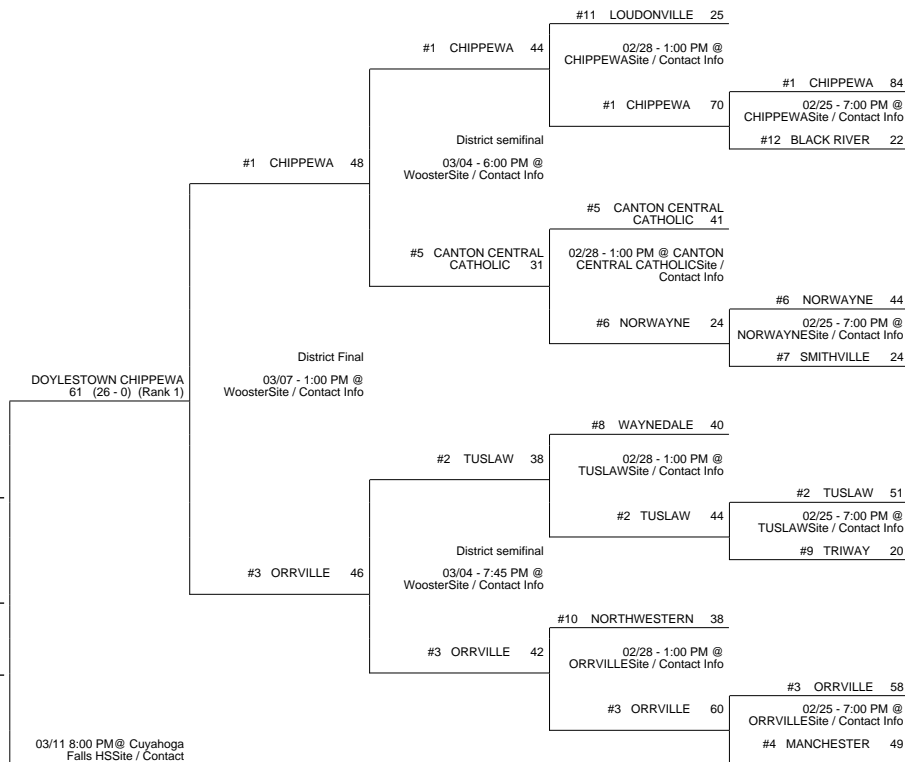 #11 LOUDONVILLE 25
#1 CHIPPEWA 44
02/28 - 1:00 PM @
CHIPPEWASite / Contact Info
#1 CHIPPEWA 84
#1 CHIPPEWA 70
02/25 - 7:00 PM @
CHIPPEWASite / Contact Info
District semifinal
#12 BLACK RIVER 22
#1 CHIPPEWA 48
03/04 - 6:00 PM @
WoosterSite / Contact Info
#5 CANTON CENTRAL
CATHOLIC 41
#5 CANTON CENTRAL
CATHOLIC 31
02/28 - 1:00 PM @ CANTON
CENTRAL CATHOLICSite /
Contact Info
#6 NORWAYNE 44
#6 NORWAYNE 24
02/25 - 7:00 PM @
NORWAYNESite / Contact Info
District Final
#7 SMITHVILLE 24
DOYLESTOWN CHIPPEWA
61 (26 - 0) (Rank 1)
03/07 - 1:00 PM @
WoosterSite / Contact Info
#8 WAYNEDALE 40
#2 TUSLAW 38
02/28 - 1:00 PM @
TUSLAWSite / Contact Info
#2 TUSLAW 51
#2 TUSLAW 44
02/25 - 7:00 PM @
TUSLAWSite / Contact Info
District semifinal
#9 TRIWAY 20
#3 ORRVILLE 46
03/04 - 7:45 PM @
WoosterSite / Contact Info
#10 NORTHWESTERN 38
#3 ORRVILLE 42
02/28 - 1:00 PM @
ORRVILLESite / Contact Info
#3 ORRVILLE 58
#3 ORRVILLE 60
02/25 - 7:00 PM @
ORRVILLESite / Contact Info
#4 MANCHESTER 49
03/11 8:00 PM@ Cuyahoga
Falls HSSite / Contact